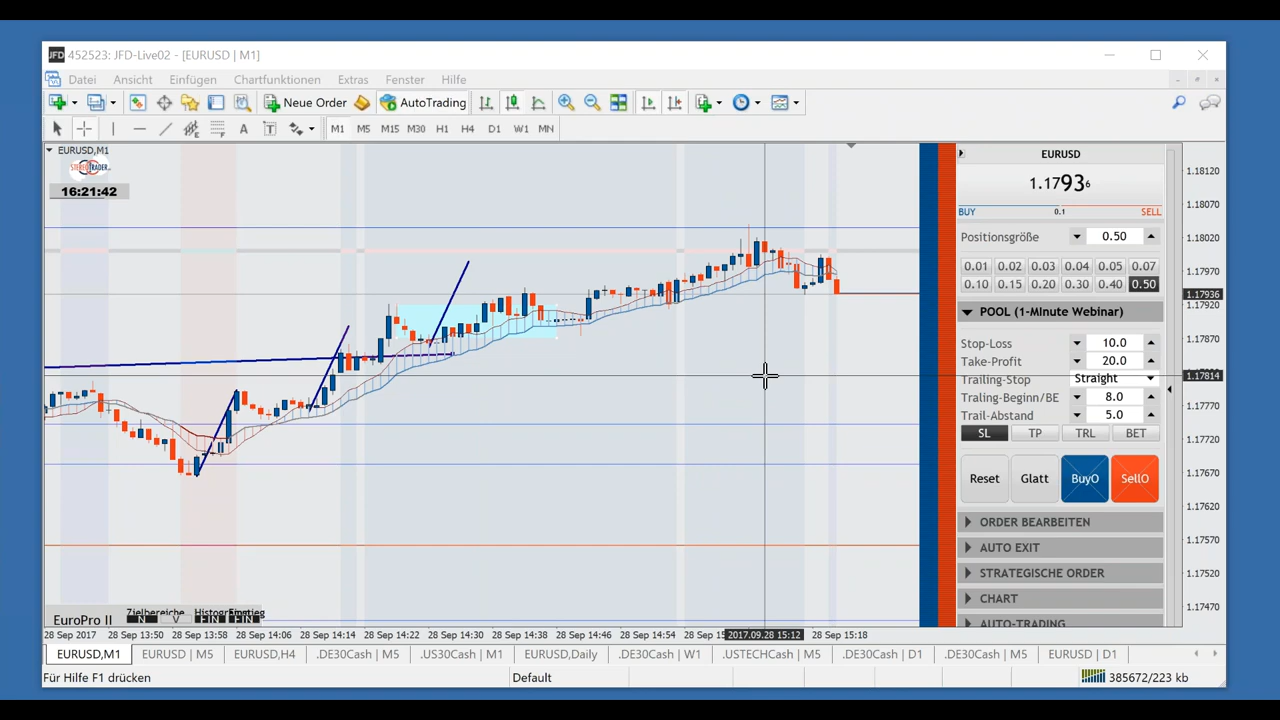 JFD 452523: JFD-Live02 - [EURUSD | M1]
Datei Ansicht Einfügen Chartfunktionen Extras Fenster Hilfe
Neue Order AutoTrading
A T M1 M5 M15 M30 H1 H4 D1 W1 MN
EURUSD,M1
STEREOTRADER
16:21:42
EURUSD
1.17936
BUY 0.1 SELL
Positionsgröße 0.50
0.01 0.02 0.03 0.04 0.05 0.07
0.10 0.15 0.20 0.30 0.40 0.50
POOL (1-Minute Webinar)
Stop-Loss 10.0
Take-Profit 20.0
Trailing-Stop Straight
Traling-Beginn/BE 8.0
Trail-Abstand 5.0
SL TP TRL BET
Reset Glatt BuyO SellO
ORDER BEARBEITEN
AUTO EXIT
STRATEGISCHE ORDER
CHART
AUTO-TRADING
1.18120
1.18070
1.18020
1.17970
1.17936
1.17920
1.17870
1.17814
1.17770
1.17720
1.17670
1.17620
1.17570
1.17520
1.17470
EuroPro II
Zielbereiche
N V EIN EIN
28 Sep 2017 28 Sep 13:50 28 Sep 13:58 28 Sep 14:06 28 Sep 14:14 28 Sep 14:22 28 Sep 14:30 28 Sep 14:38 28 Sep 14:46 28 Sep 14:54 28 Sep 15 2017.09.28 15:12 28 Sep 15:18
EURUSD,M1 EURUSD | M5 EURUSD,H4 .DE30Cash | M5 .US30Cash | M1 EURUSD,Daily .DE30Cash | W1 .USTECHCash | M5 .DE30Cash | D1 .DE30Cash | M5 EURUSD | D1
Für Hilfe F1 drücken Default 385672/223 kb